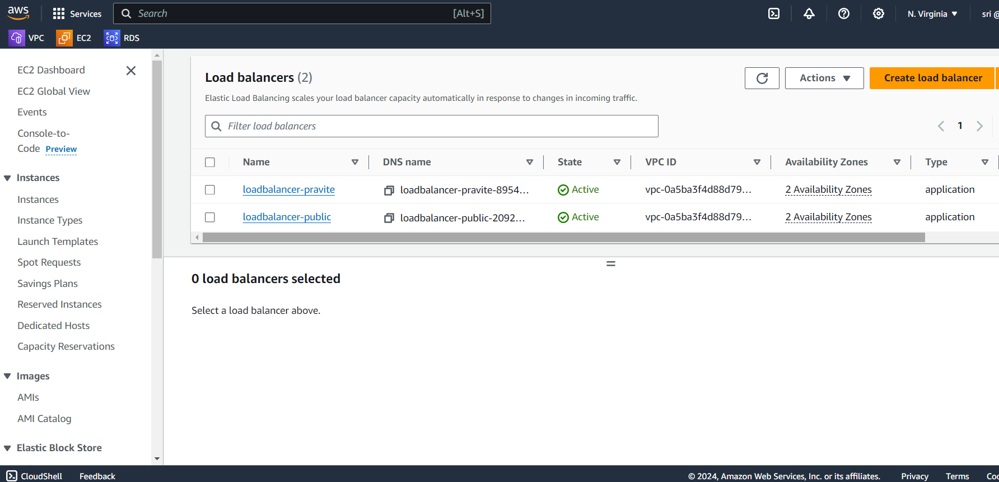 aws
Services
Search
[Alt+S]
N. Virginia
sri @
VPC
EC2
RDS
EC2 Dashboard
EC2 Global View
Events
Console-to-
Code Preview
Instances
Instances
Instance Types
Launch Templates
Spot Requests
Savings Plans
Reserved Instances
Dedicated Hosts
Capacity Reservations
Images
AMIs
AMI Catalog
Elastic Block Store
Load balancers (2)
Actions
Create load balancer
Elastic Load Balancing scales your load balancer capacity automatically in response to changes in incoming traffic.
Filter load balancers
1
Name DNS name State VPC ID Availability Zones Type
loadbalancer-pravite loadbalancer-pravite-8954... Active vpc-0a5ba3f4d88d79... 2 Availability Zones application
loadbalancer-public loadbalancer-public-2092... Active vpc-0a5ba3f4d88d79... 2 Availability Zones application
0 load balancers selected
Select a load balancer above.
CloudShell
Feedback
© 2024, Amazon Web Services, Inc. or its affiliates.
Privacy
Terms